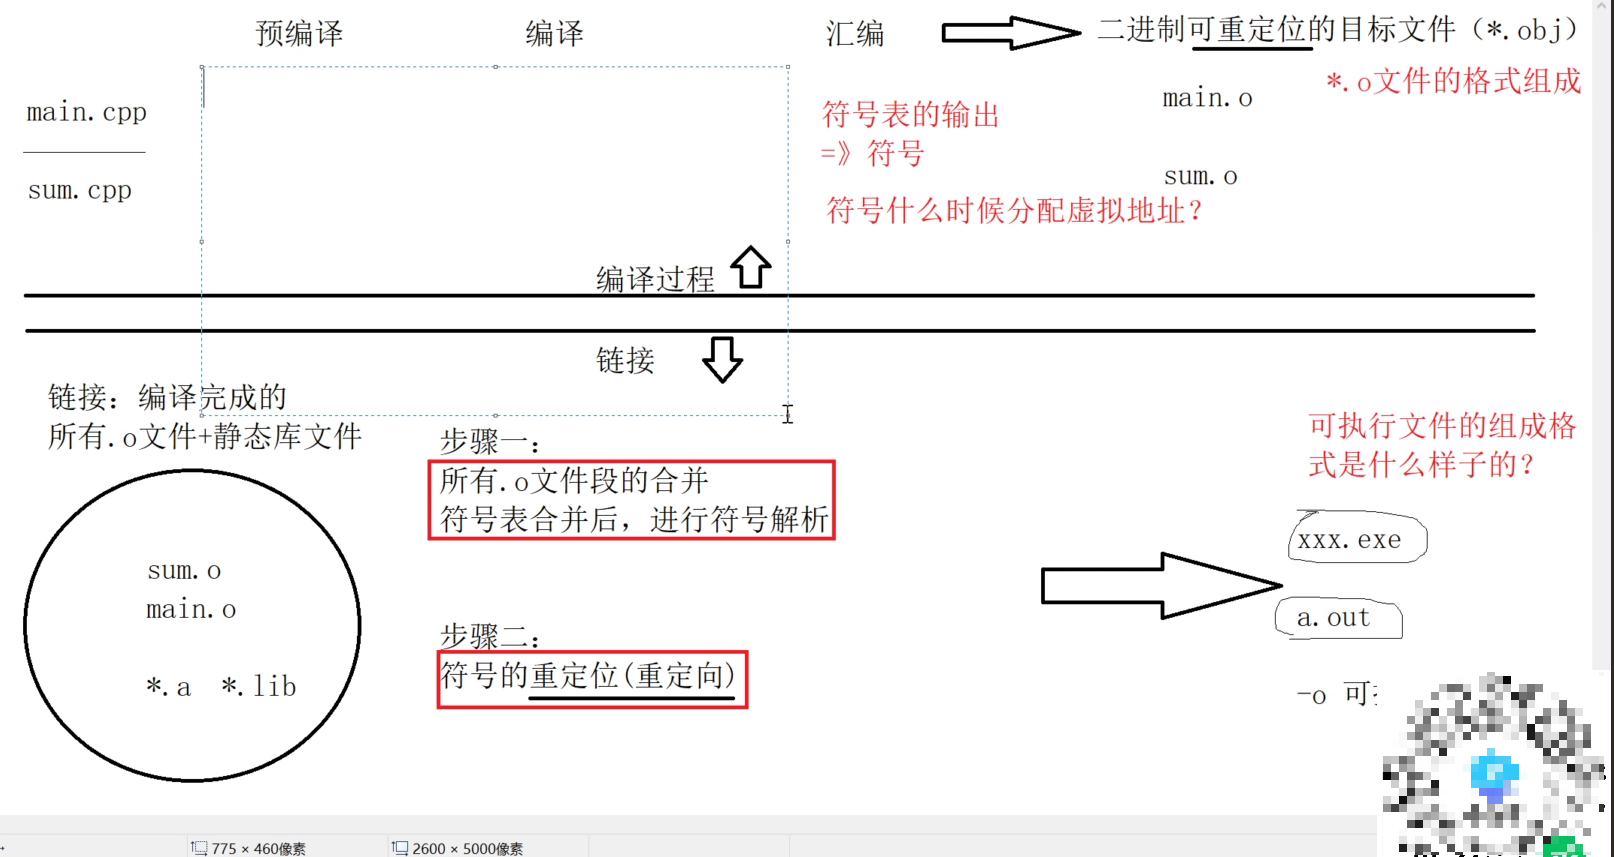 预编译 编译 汇编 二进制可重定位的目标文件（*.obj）
*.o文件的格式组成
main.cpp
main.o
符号表的输出
=》符号
sum.cpp
sum.o
符号什么时候分配虚拟地址？
编译过程
链接
链接：编译完成的
所有.o文件+静态库文件
步骤一：
所有.o文件段的合并
符号表合并后，进行符号解析
可执行文件的组成格
式是什么样子的？
xxx.exe
sum.o
main.o
a.out
步骤二：
符号的重定位(重定向)
*.a *.lib
-o 可
775 × 460像素 2600 × 5000像素